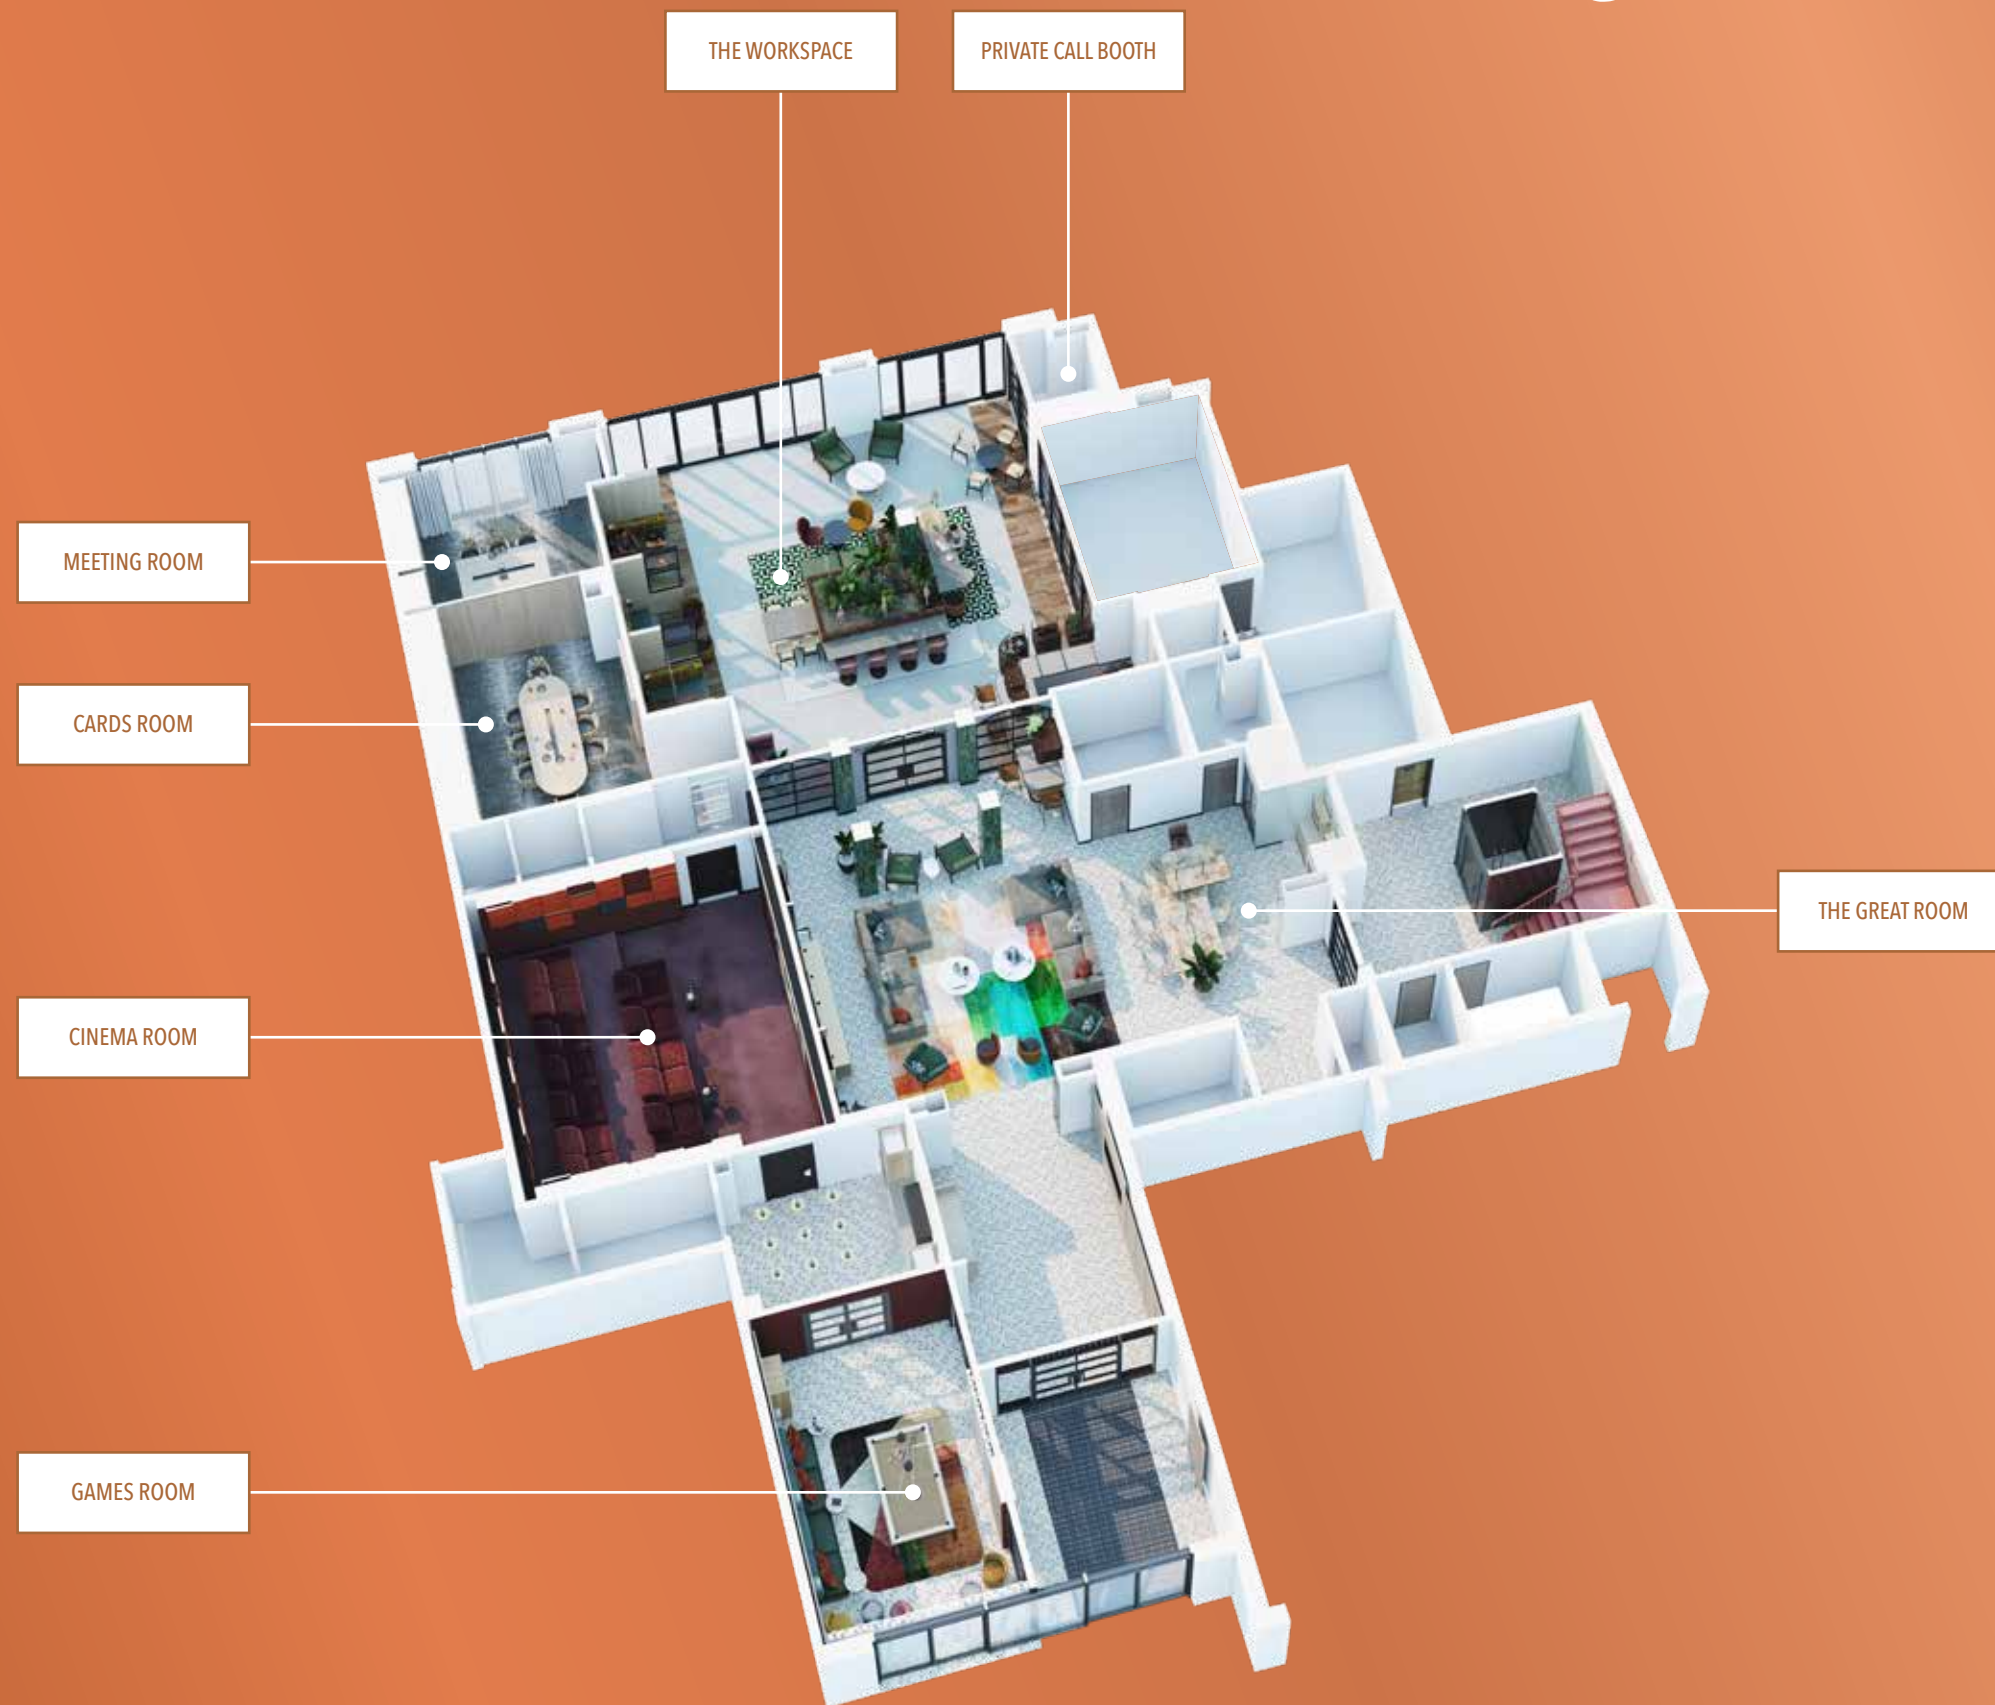 THE WORKSPACE
PRIVATE CALL BOOTH
MEETING ROOM
CARDS ROOM
THE GREAT ROOM
CINEMA ROOM
GAMES ROOM